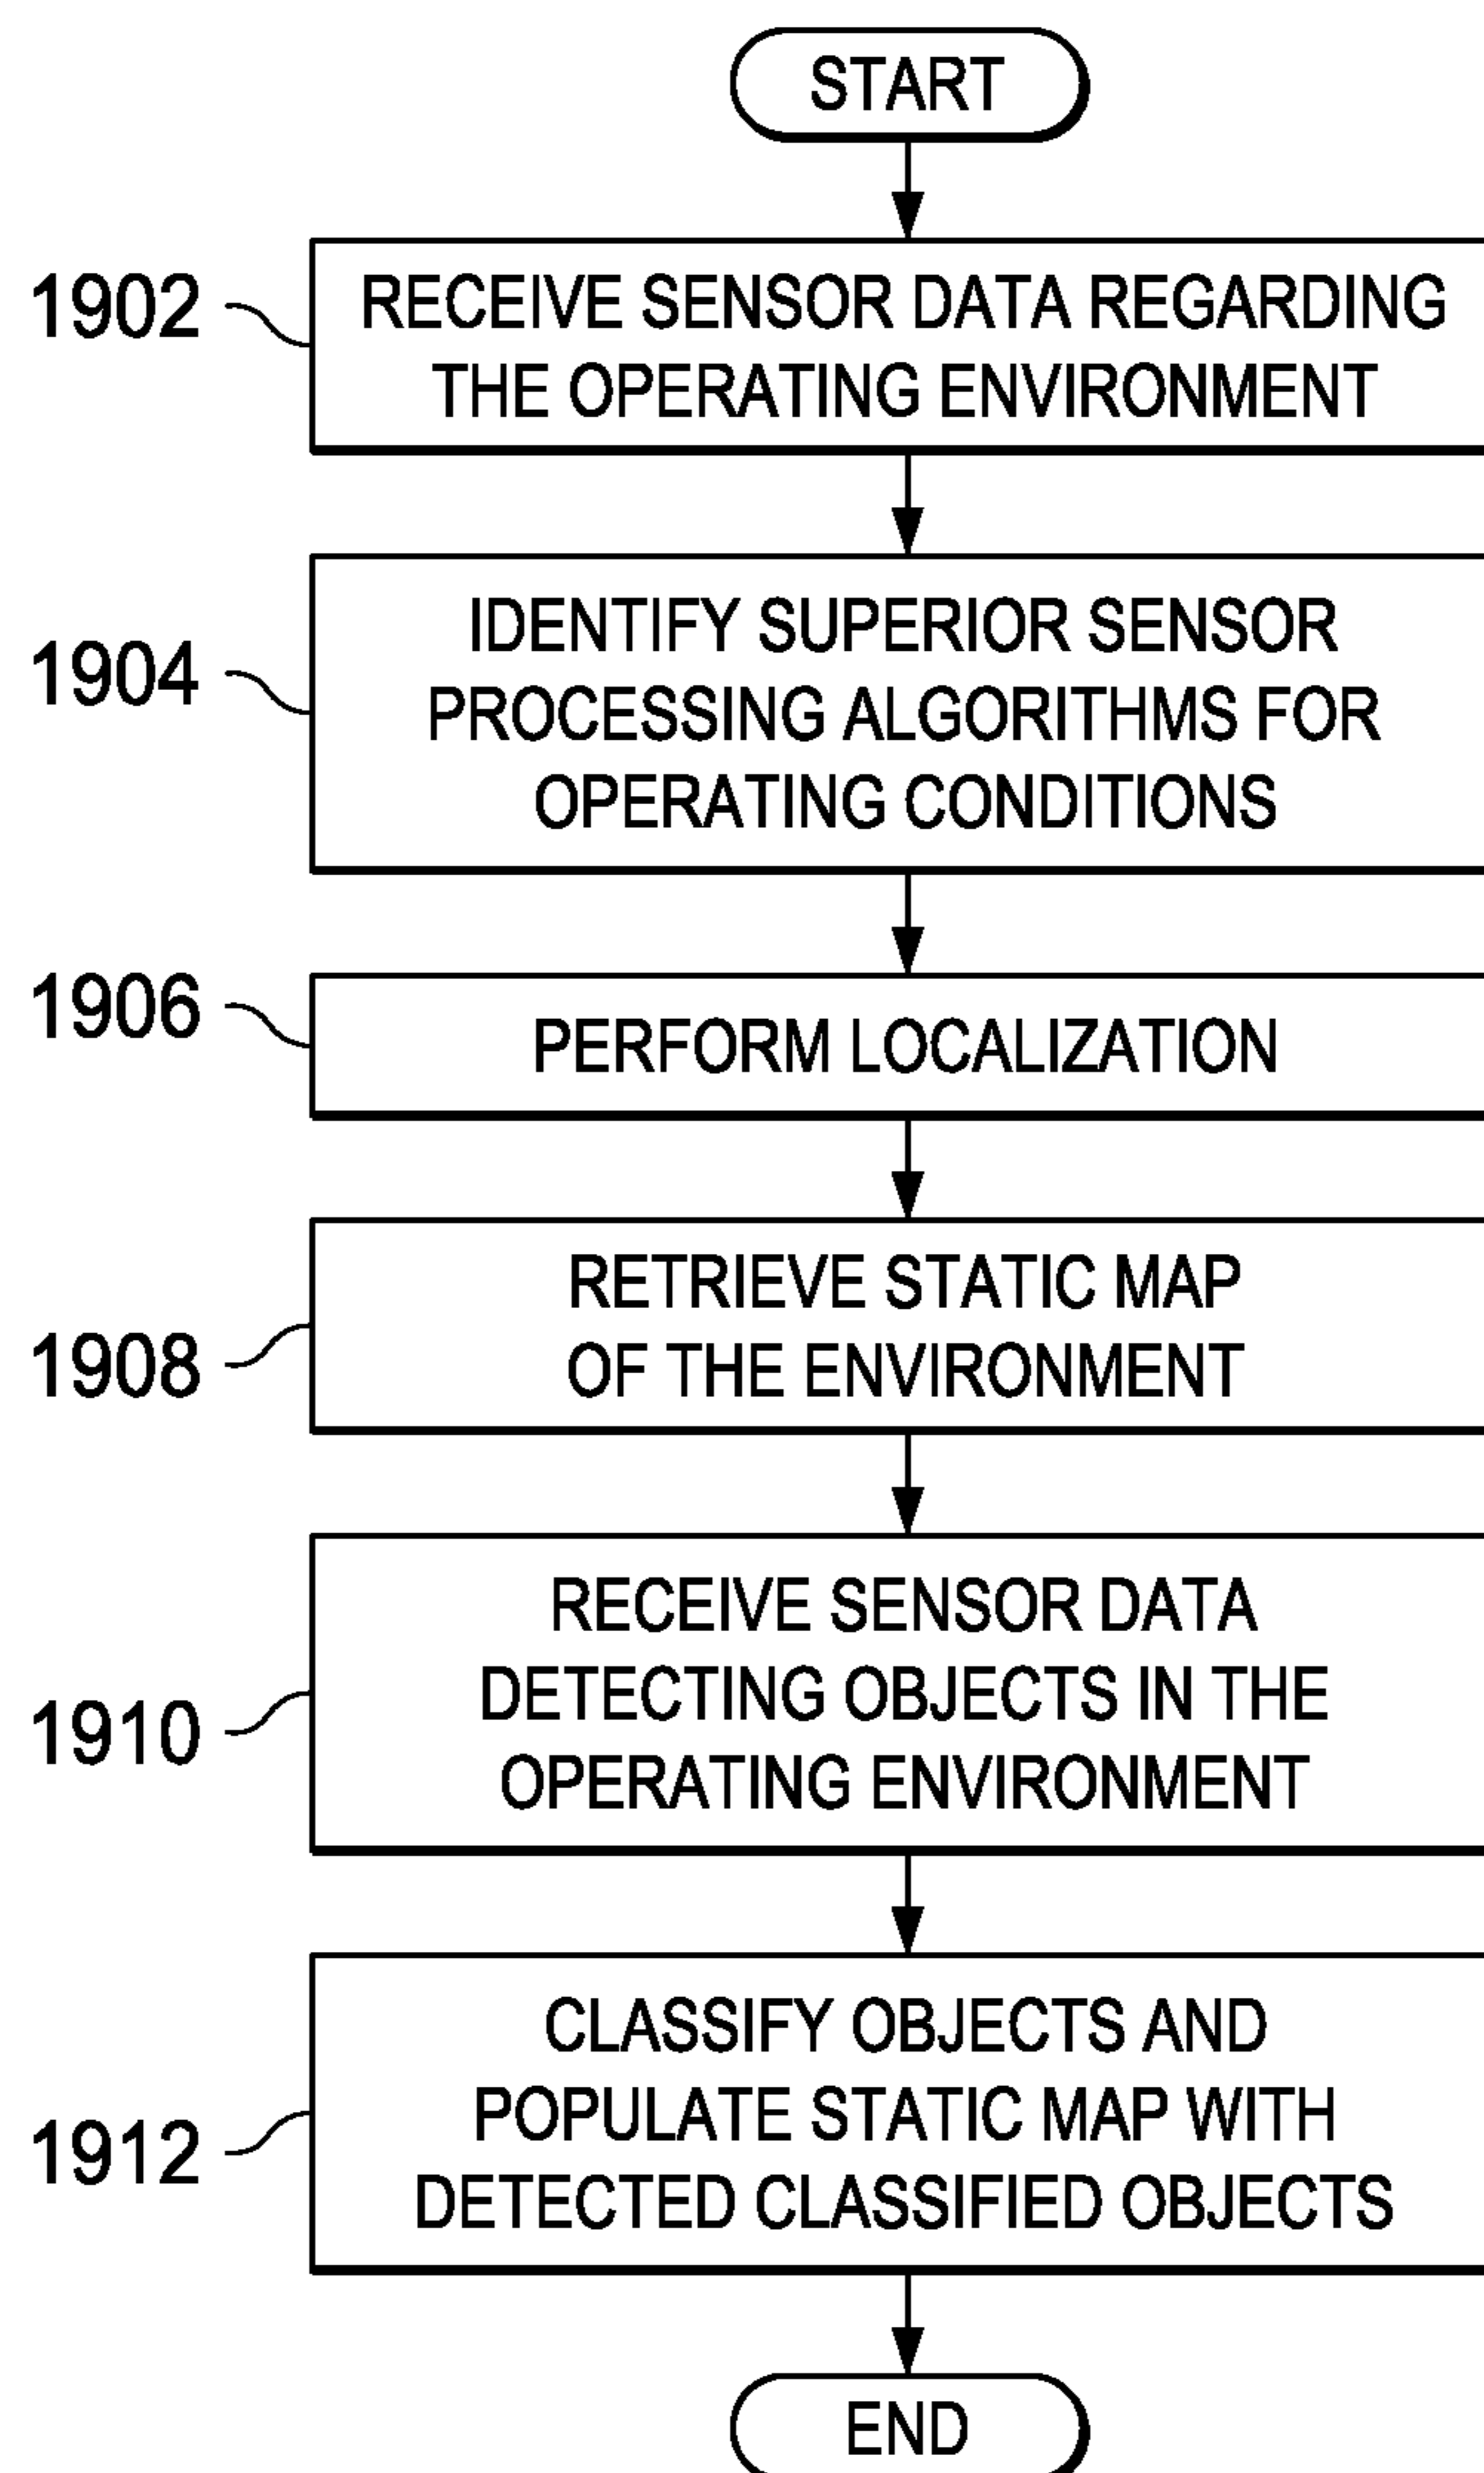 START
1902
RECEIVE SENSOR DATA REGARDING
THE OPERATING ENVIRONMENT
1904
IDENTIFY SUPERIOR SENSOR
PROCESSING ALGORITHMS FOR
OPERATING CONDITIONS
1906
PERFORM LOCALIZATION
1908
RETRIEVE STATIC MAP
OF THE ENVIRONMENT
1910
RECEIVE SENSOR DATA
DETECTING OBJECTS IN THE
OPERATING ENVIRONMENT
1912
CLASSIFY OBJECTS AND
POPULATE STATIC MAP WITH
DETECTED CLASSIFIED OBJECTS
END